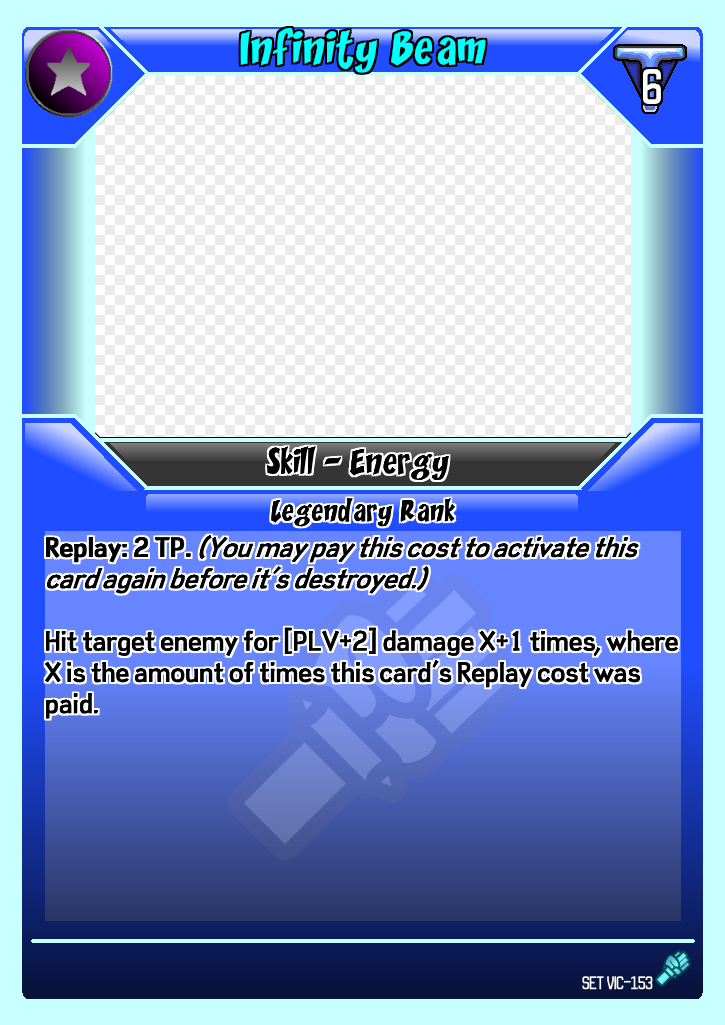 Infinity Beam
6
Skill - Energy
Legendary Rank
Replay: 2 TP. (You may pay this cost to activate this
card again before it's destroyed.)
Hit target enemy for [PLV+2] damage X+1 times, where
X is the amount of times this card's Replay cost was
paid.
SET VIC-153